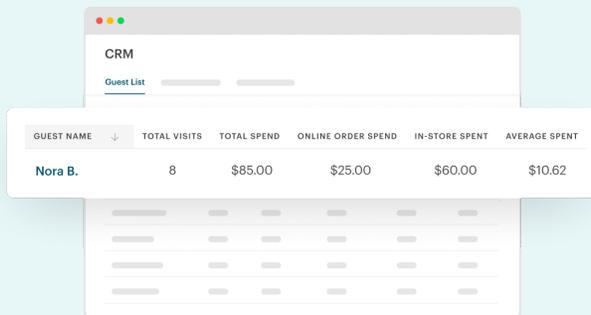 CRM
Guest List
GUEST NAME ↓ TOTAL VISITS TOTAL SPEND ONLINE ORDER SPEND IN-STORE SPENT AVERAGE SPENT
Nora B. 8 $85.00 $25.00 $60.00 $10.62